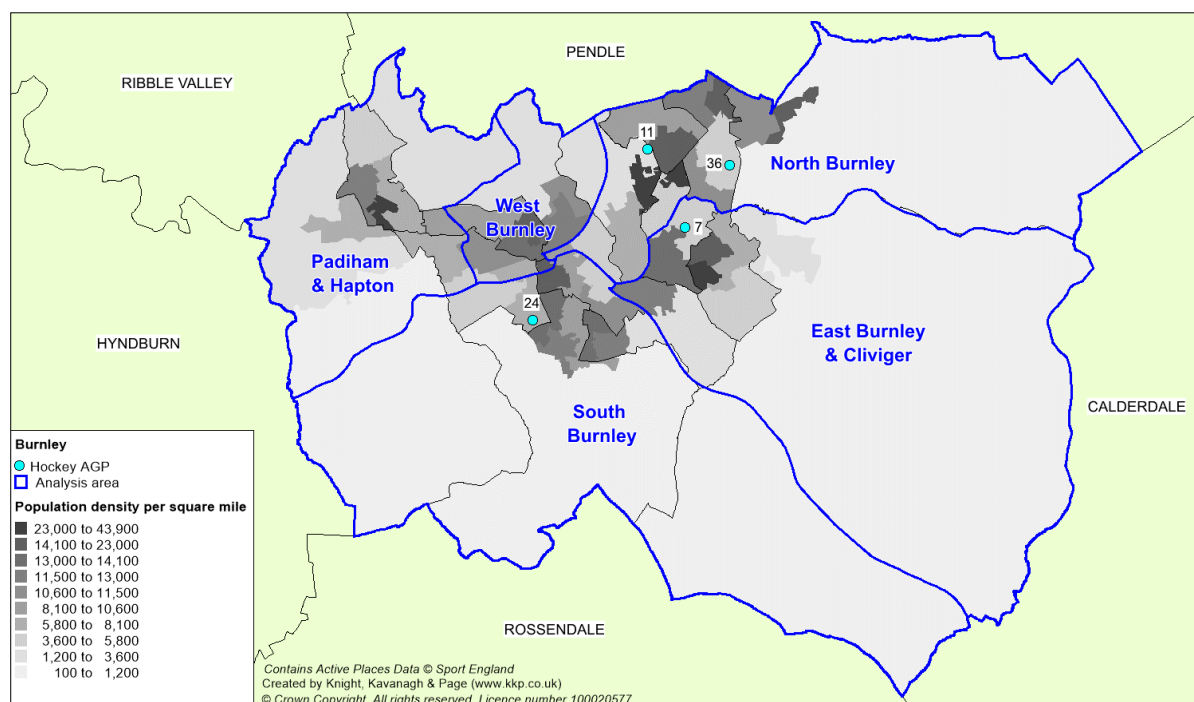 PENDLE
RIBBLE VALLEY
11
36
North Burnley
West
Burnley
7
Padiham
& Hapton
24
East Burnley
& Cliviger
HYNDBURN
South
Burnley
CALDERDALE
ROSSENDALE
Burnley
Hockey AGP
Analysis area
Population density per square mile
23,000 to 43,900
14,100 to 23,000
13,000 to 14,100
11,500 to 13,000
10,600 to 11,500
8,100 to 10,600
5,800 to 8,100
3,600 to 5,800
1,200 to 3,600
100 to 1,200
Contains Active Places Data © Sport England
Created by Knight, Kavanagh & Page (www.kkp.co.uk)
© Crown Copyright. All rights reserved. Licence number 100020577